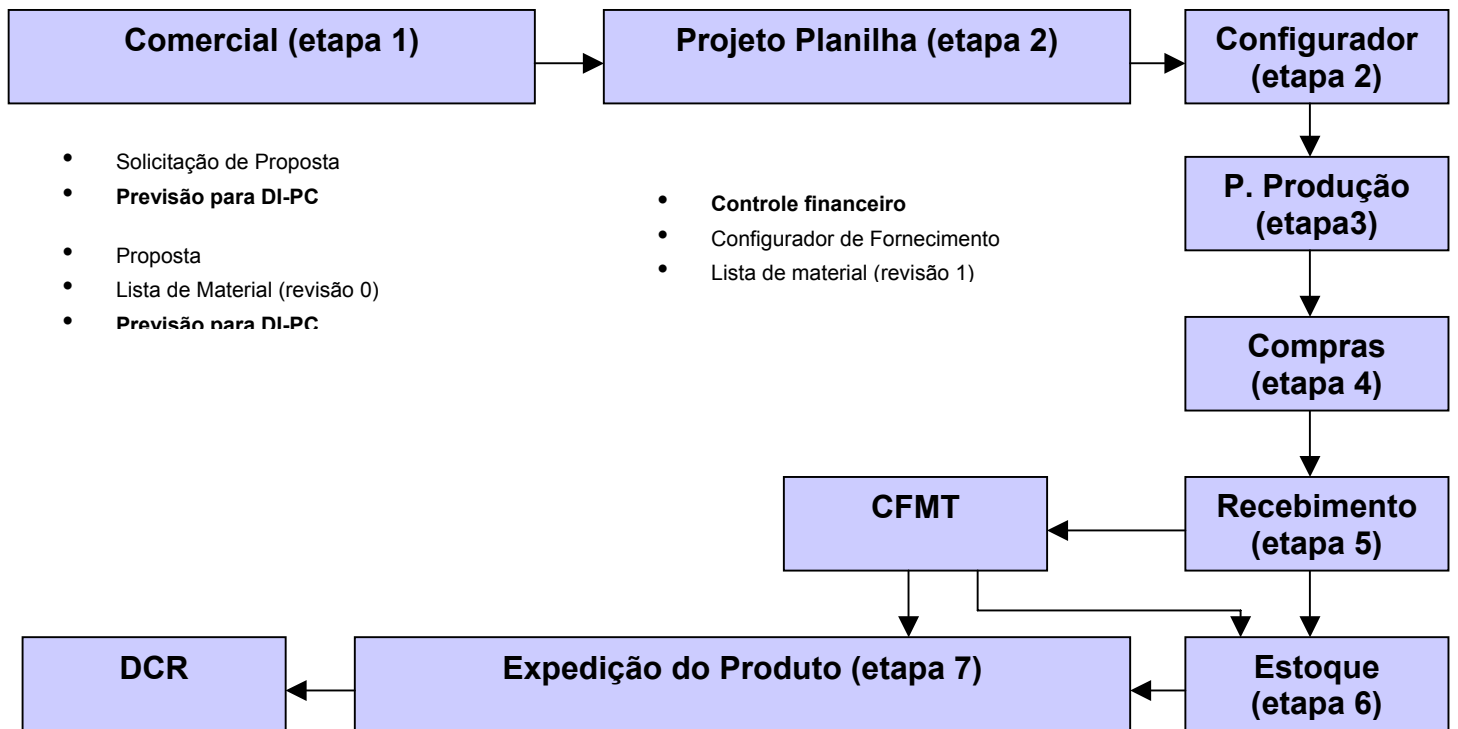 Comercial (etapa 1)
Projeto Planilha (etapa 2)
Configurador
(etapa 2)
• Solicitação de Proposta
• Previsão para DI-PC
• Proposta
• Lista de Material (revisão 0)
• Previsão para DI-PC
• Controle financeiro
• Configurador de Fornecimento
• Lista de material (revisão 1)
P. Produção
(etapa3)
Compras
(etapa 4)
CFMT
Recebimento
(etapa 5)
DCR
Expedição do Produto (etapa 7)
Estoque
(etapa 6)